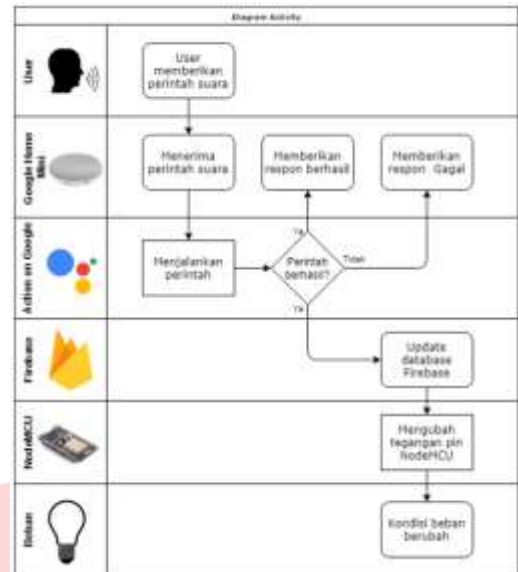 Diagram Activity
User
User
memberikan
perintah suara
Google Home
Mini
Menerima
perintah suara
Memberikan
respon berhasil
Memberikan
respon Gagal
Action on Google
Menjalankan
perintah
Ya
Perintah
berhasil?
Tidak
Ya
Firebase
Update
database
Firebase
NodeMCU
Mengubah
tegangan pin
NodeMCU
Beban
Kondisi beban
berubah